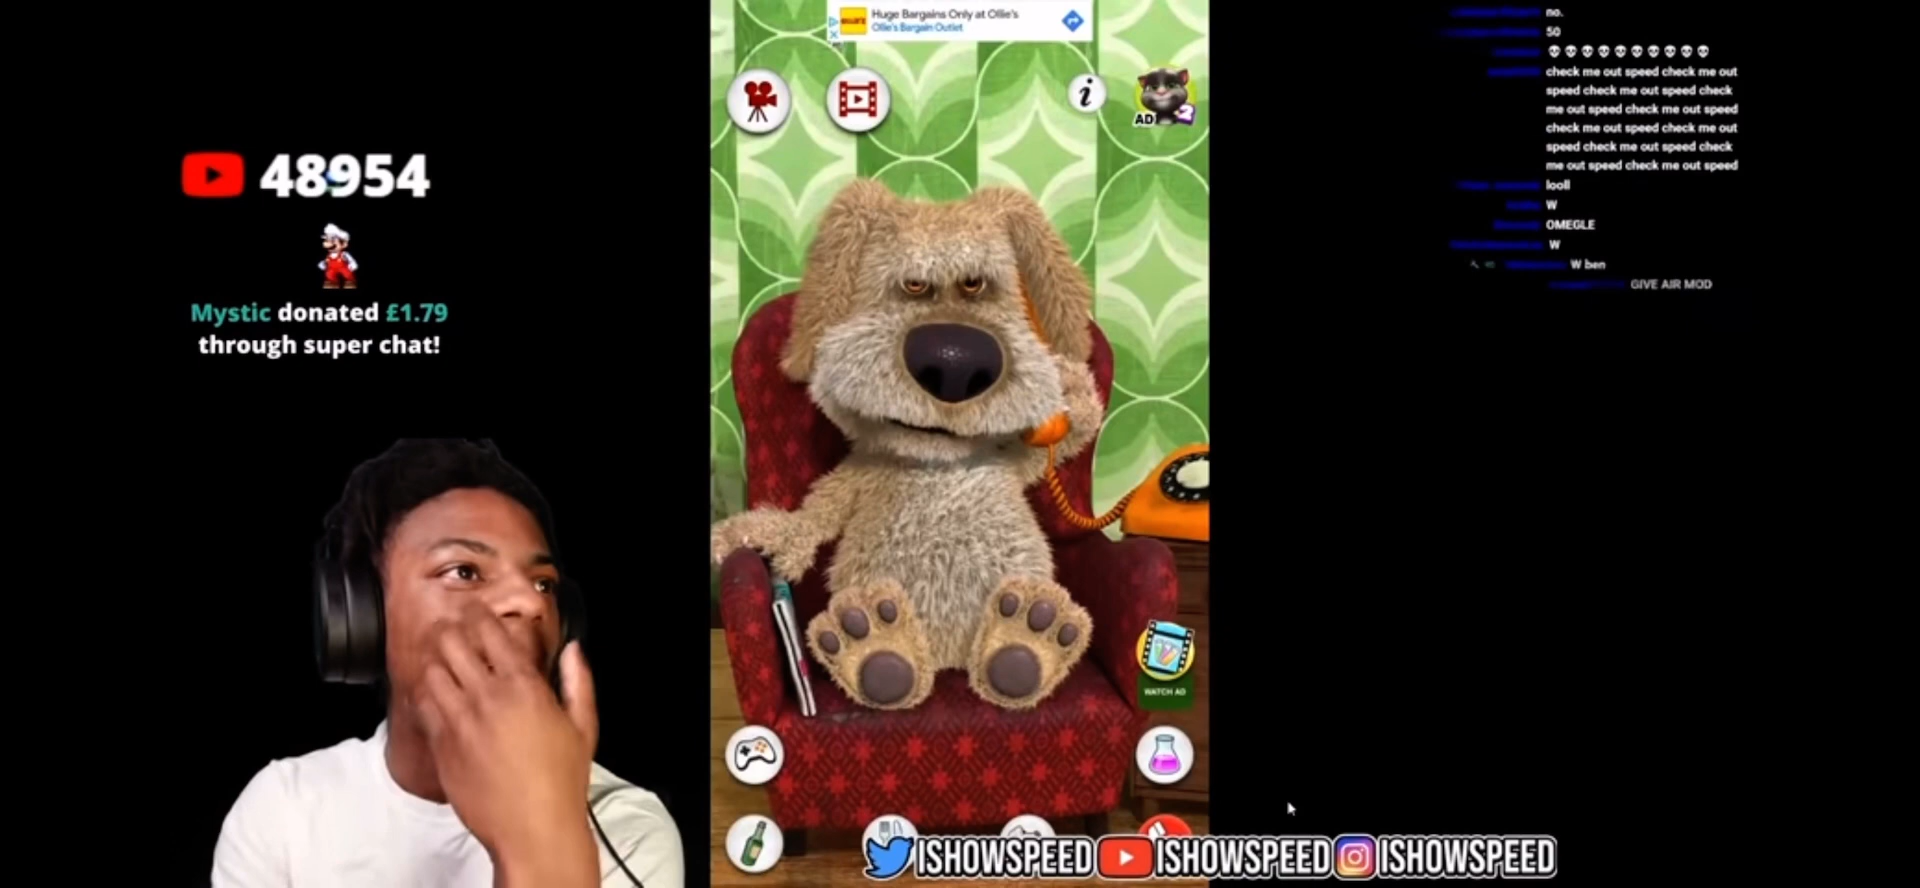 Huge Bargains Only at Ollie's
Ollie's Bargain Outlet
AD
2
48954
Mystic donated £1.79
through super chat!
no.
50
check me out speed check me out
speed check me out speed check
me out speed check me out speed
check me out speed check me out
speed check me out speed check
me out speed check me out speed
looll
W
OMEGLE
W
W ben
GIVE AIR MOD
WATCH AD
ISHOWSPEED ISHOWSPEED ISHOWSPEED